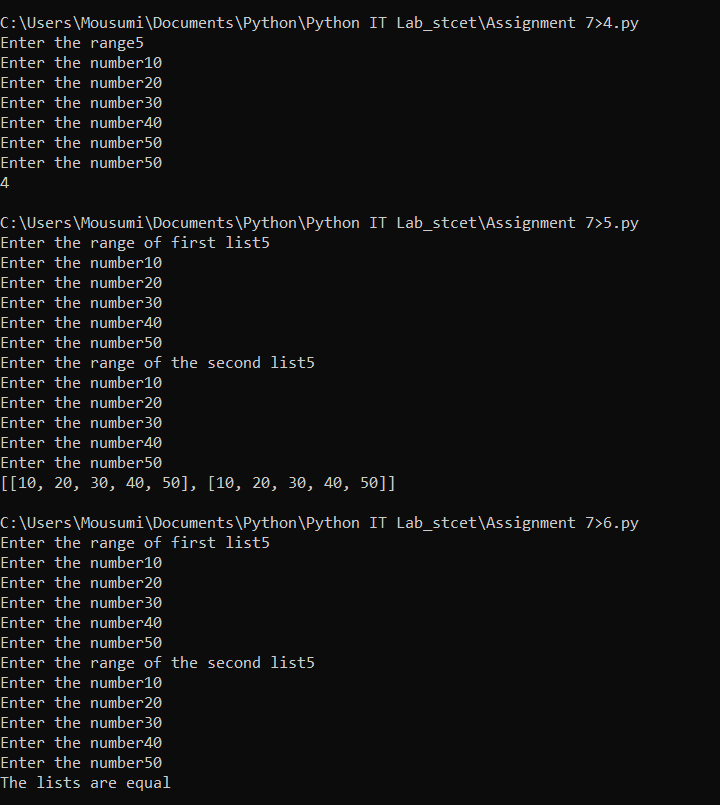 C:\Users\Mousumi\Documents\Python\Python IT Lab_stcet\Assignment 7>4.py
Enter the range5
Enter the number10
Enter the number20
Enter the number30
Enter the number40
Enter the number50
Enter the number50
4
C:\Users\Mousumi\Documents\Python\Python IT Lab_stcet\Assignment 7>5.py
Enter the range of first list5
Enter the number10
Enter the number20
Enter the number30
Enter the number40
Enter the number50
Enter the range of the second list5
Enter the number10
Enter the number20
Enter the number30
Enter the number40
Enter the number50
[[10, 20, 30, 40, 50], [10, 20, 30, 40, 50]]
C:\Users\Mousumi\Documents\Python\Python IT Lab_stcet\Assignment 7>6.py
Enter the range of first list5
Enter the number10
Enter the number20
Enter the number30
Enter the number40
Enter the number50
Enter the range of the second list5
Enter the number10
Enter the number20
Enter the number30
Enter the number40
Enter the number50
The lists are equal